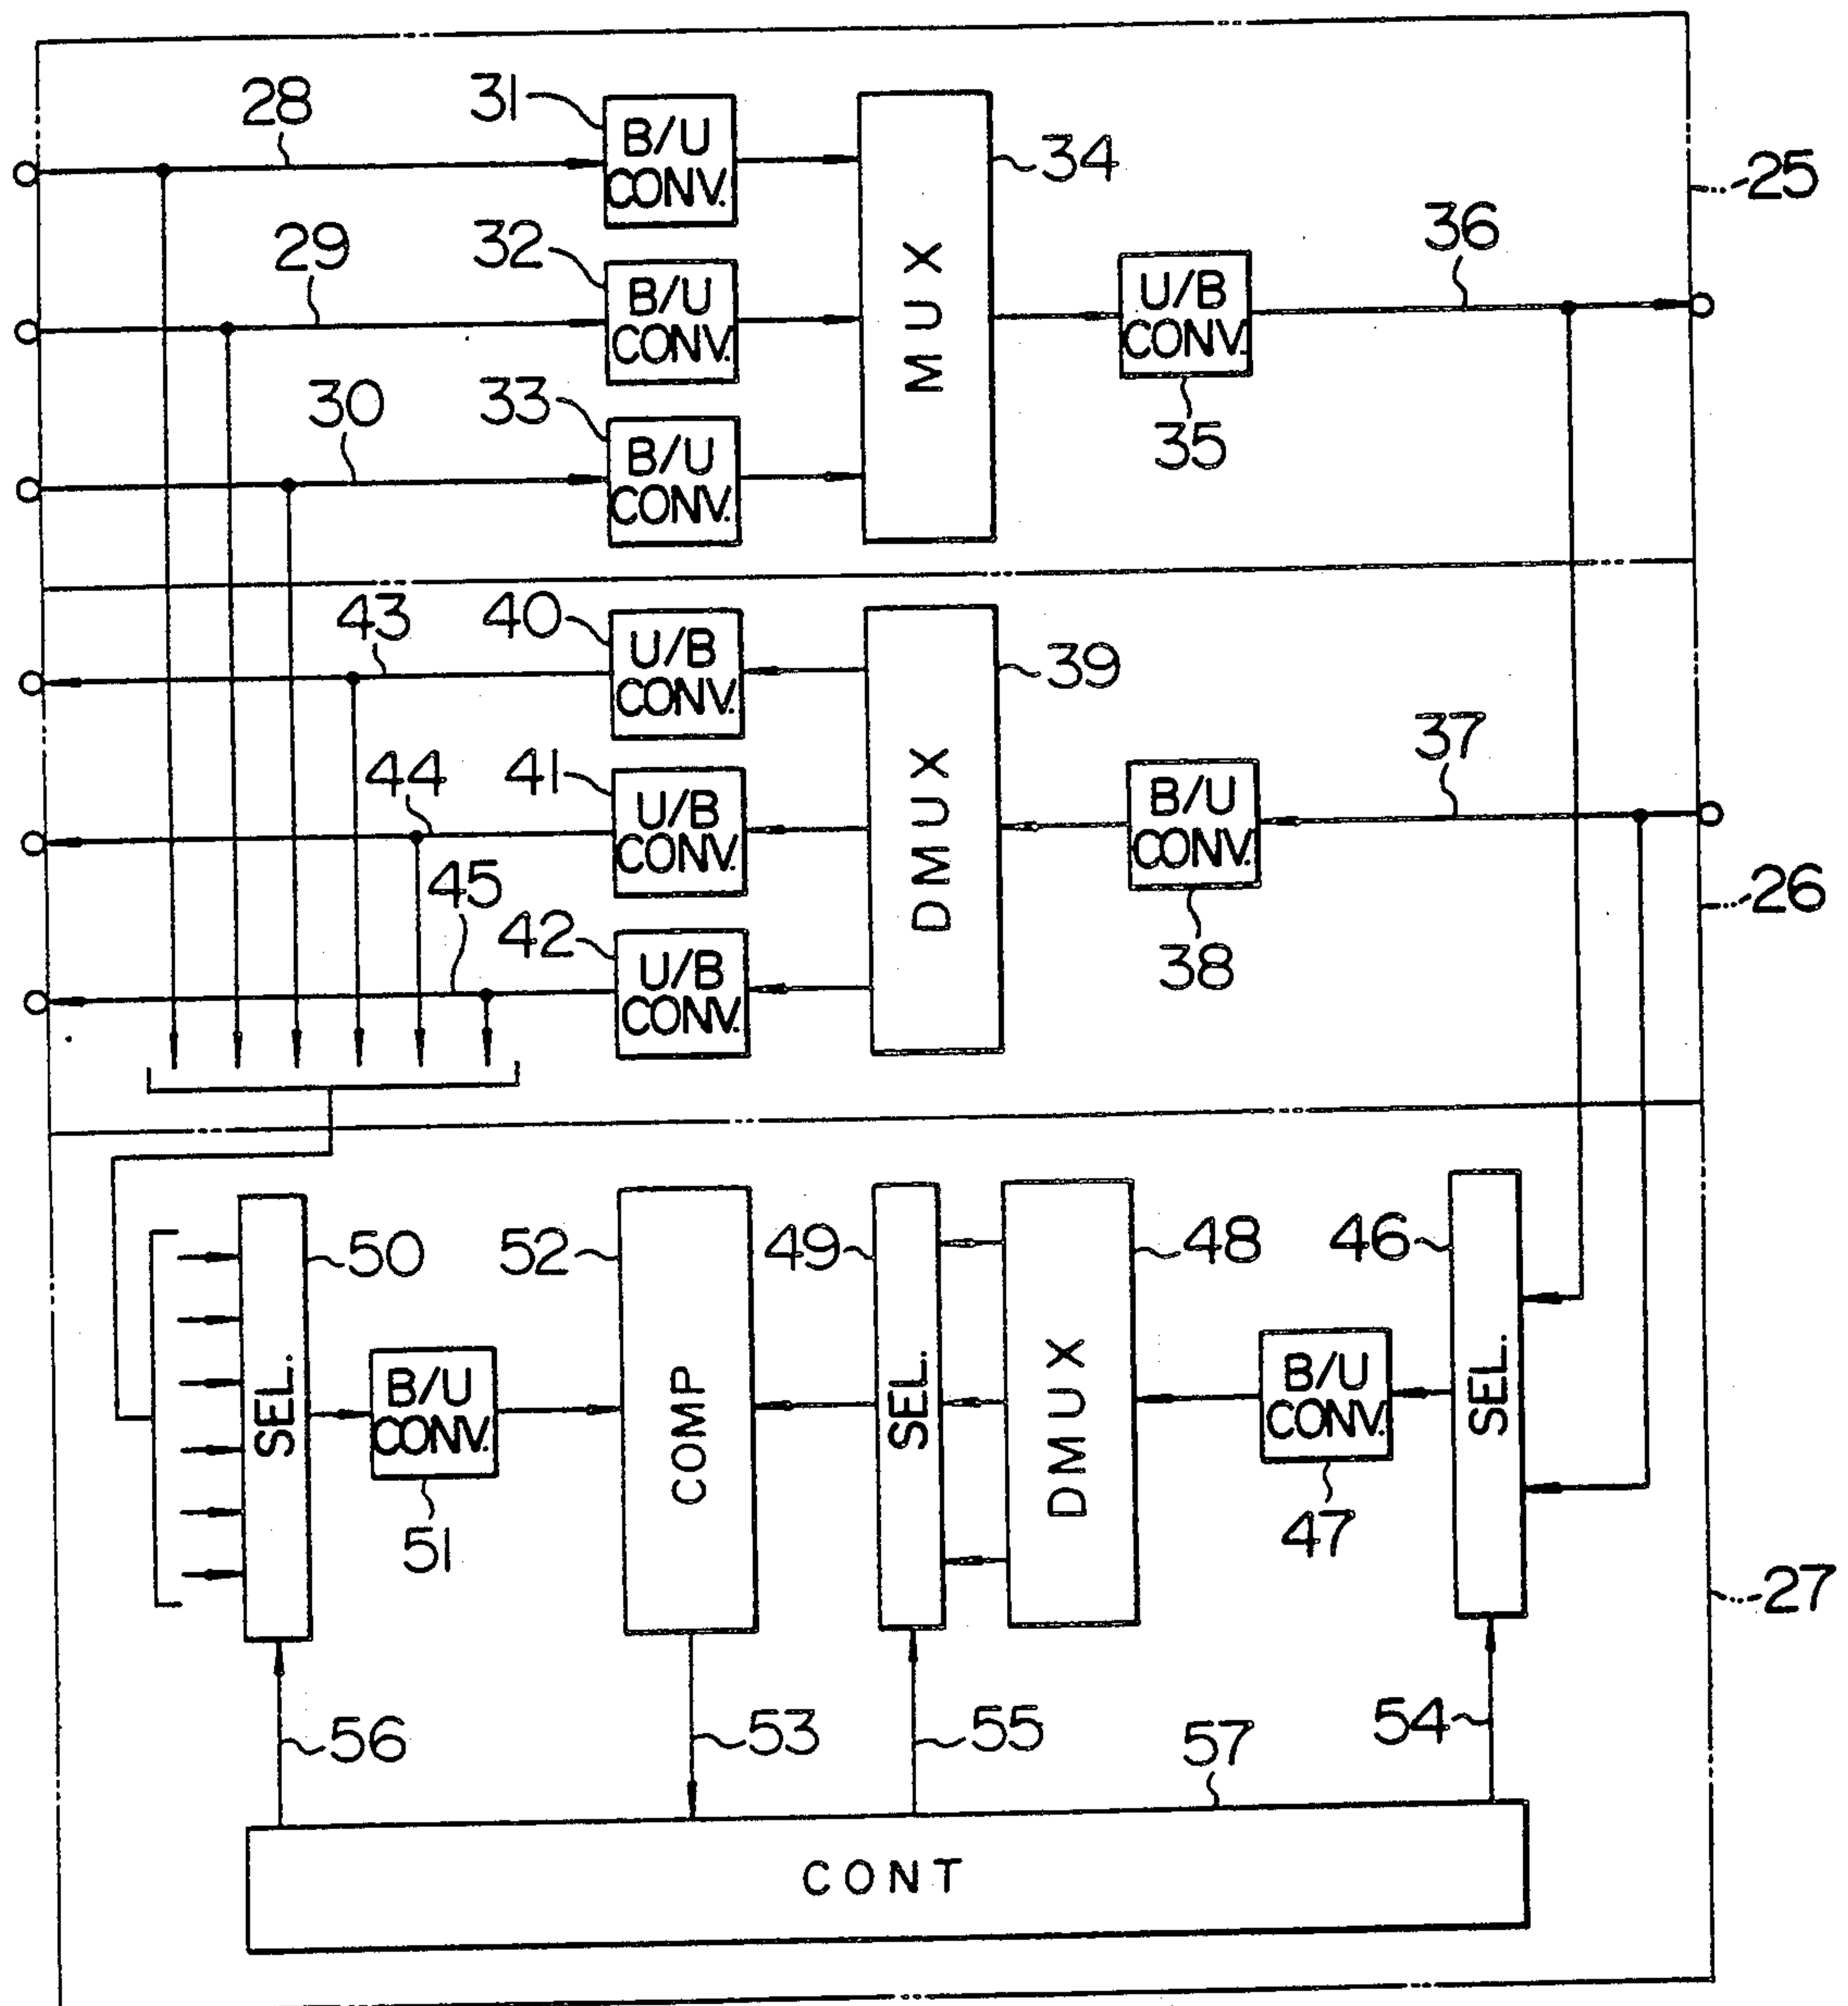 28
31
B/U
CONV.
34
25
29
32
B/U
CONV.
MUX
36
U/B
CONV.
35
30
33
B/U
CONV.
43
40
U/B
CONV.
39
44
41
U/B
CONV.
DMUX
37
B/U
CONV.
38
26
45
42
U/B
CONV.
50
52
49
48
46
SEL.
B/U
CONV.
51
COMP
SEL.
DMUX
B/U
CONV.
47
SEL.
27
56
53
55
57
54
CONT